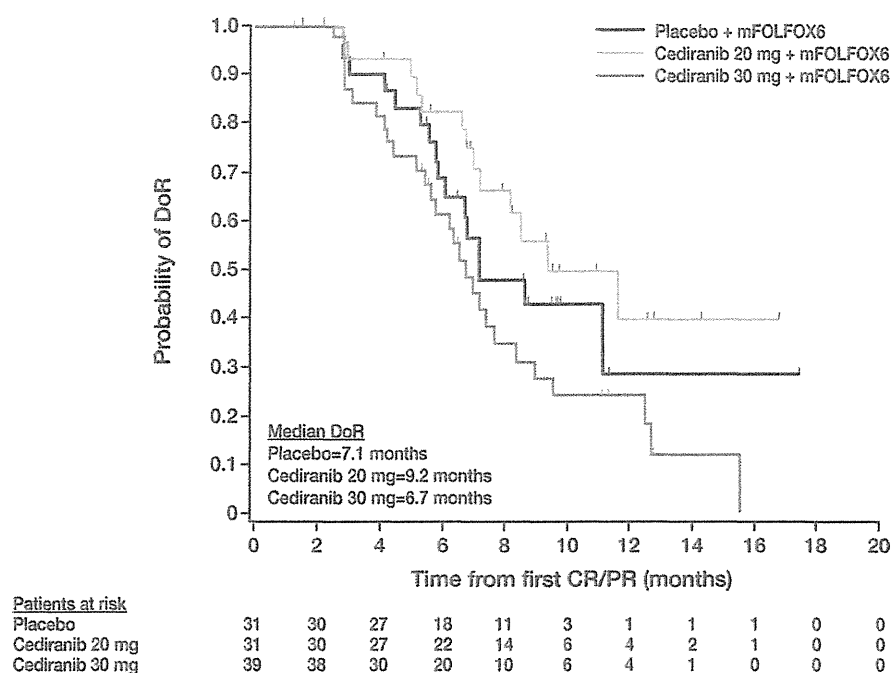 Placebo + mFOLFOX6
Cediranib 20 mg + mFOLFOX6
Cediranib 30 mg + mFOLFOX6
1.0
0.9
0.8
0.7
0.6
0.5
0.4
0.3
0.2
0.1
0
Probability of DoR
Median DoR
Placebo=7.1 months
Cediranib 20 mg=9.2 months
Cediranib 30 mg=6.7 months
0 2 4 6 8 10 12 14 16 18 20
Time from first CR/PR (months)
Patients at risk
Placebo 31 30 27 18 11 3 1 1 1 0 0
Cediranib 20 mg 31 30 27 22 14 6 4 2 1 0 0
Cediranib 30 mg 39 38 30 20 10 6 4 1 0 0 0